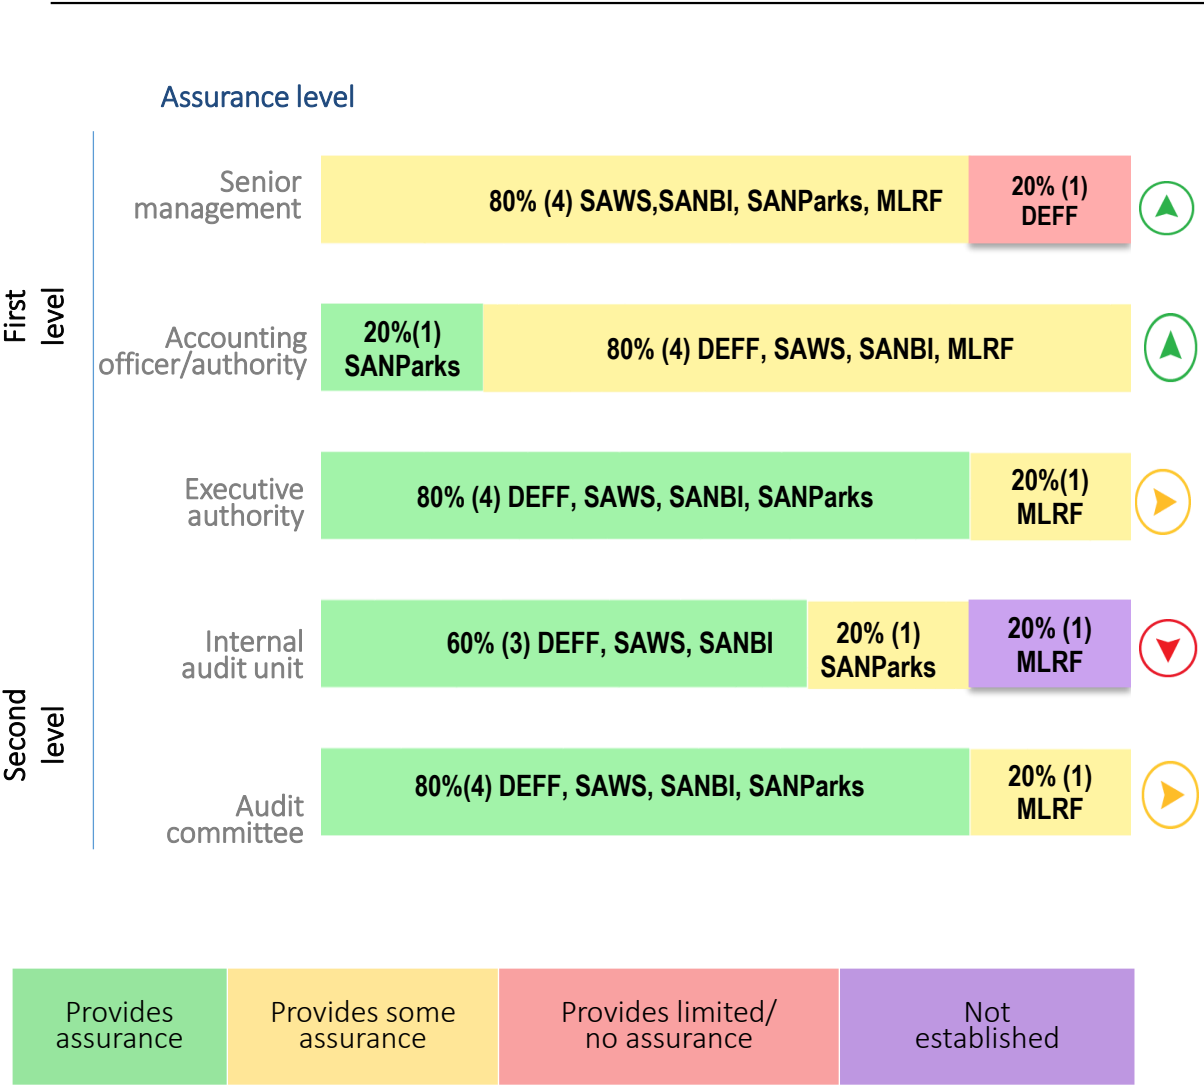 Assurance level
First
level
Senior
management
80% (4) SAWS,SANBI, SANParks, MLRF
20% (1)
DEFF
Accounting
officer/authority
20%(1)
SANParks
80% (4) DEFF, SAWS, SANBI, MLRF
Executive
authority
80% (4) DEFF, SAWS, SANBI, SANParks
20%(1)
MLRF
Second
level
Internal
audit unit
60% (3) DEFF, SAWS, SANBI
20% (1)
SANParks
20% (1)
MLRF
Audit
committee
80%(4) DEFF, SAWS, SANBI, SANParks
20% (1)
MLRF
Provides
assurance
Provides some
assurance
Provides limited/
no assurance
Not
established